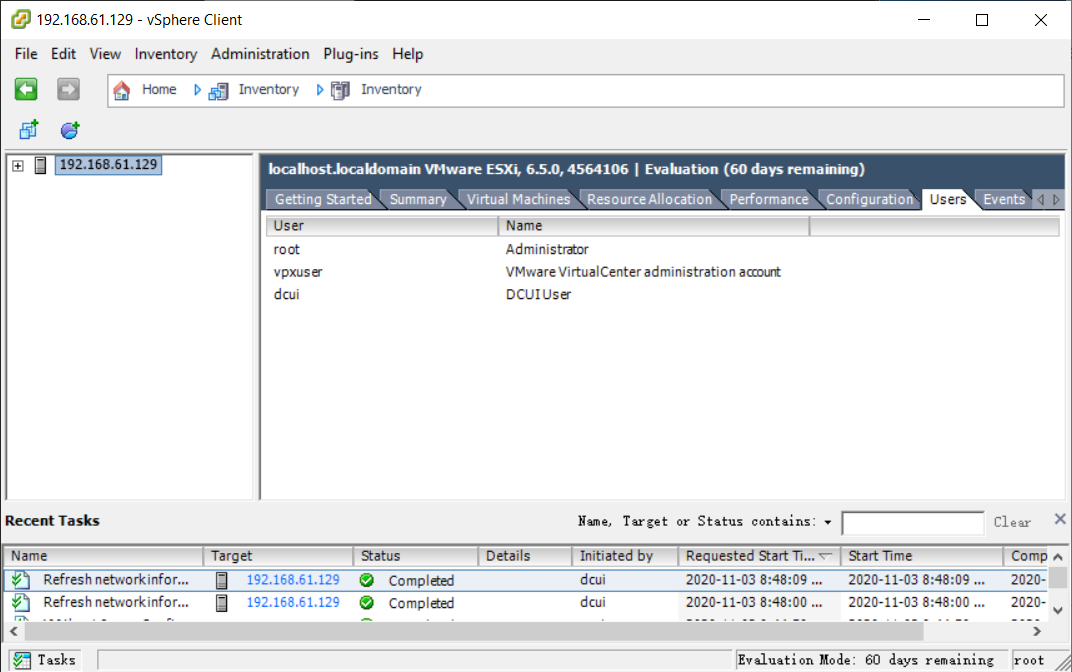 192.168.61.129 - vSphere Client
File Edit View Inventory Administration Plug-ins Help
Home Inventory Inventory
192.168.61.129
localhost.localdomain VMware ESXi, 6.5.0, 4564106 | Evaluation (60 days remaining)
Getting Started Summary Virtual Machines Resource Allocation Performance Configuration Users Events
User Name
root Administrator
vpxuser VMware VirtualCenter administration account
dcui DCUI User
Recent Tasks Name, Target or Status contains: Clear
Name Target Status Details Initiated by Requested Start Ti... Start Time Comp
Refresh network infor... 192.168.61.129 Completed dcui 2020-11-03 8:48:09 ... 2020-11-03 8:48:09 ... 2020-
Refresh network infor... 192.168.61.129 Completed dcui 2020-11-03 8:48:00 ... 2020-11-03 8:48:00 ... 2020-
Tasks Evaluation Mode: 60 days remaining root